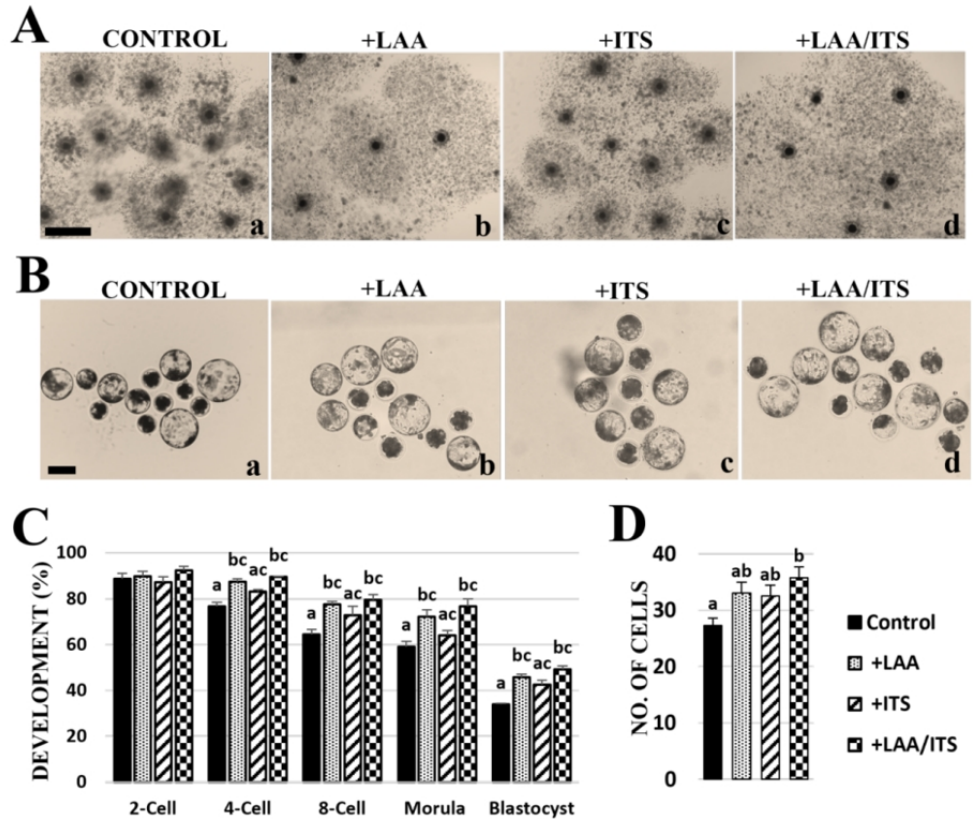 A
CONTROL +LAA +ITS +LAA/ITS
a b c d
B
CONTROL +LAA +ITS +LAA/ITS
a b c d
C
DEVELOPMENT (%)
100
80
60
40
20
0
a bc ac bc
a bc ac bc
a bc ac bc
a bc ac bc
2-Cell 4-Cell 8-Cell Morula Blastocyst
D
NO. OF CELLS
40
30
20
10
0
a ab ab b
Control
+LAA
+ITS
+LAA/ITS